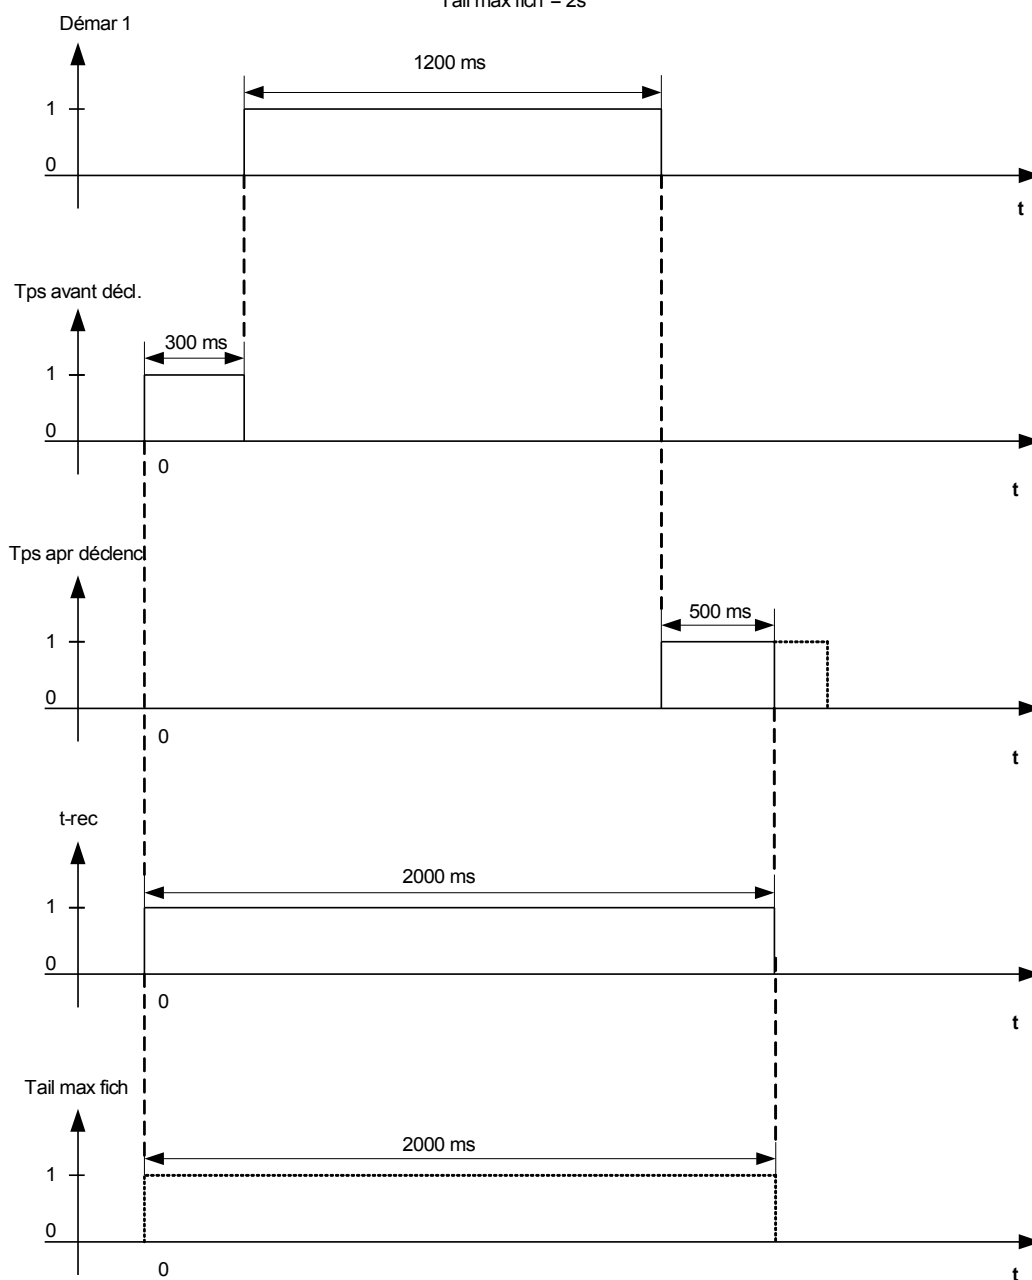 Tail max fich = 2s
Démar 1
1200 ms
1
0
t
Tps avant décl.
300 ms
1
0
0
t
Tps apr déclencl
500 ms
1
0
0
t
t-rec
2000 ms
1
0
0
t
Tail max fich
2000 ms
1
0
0
t